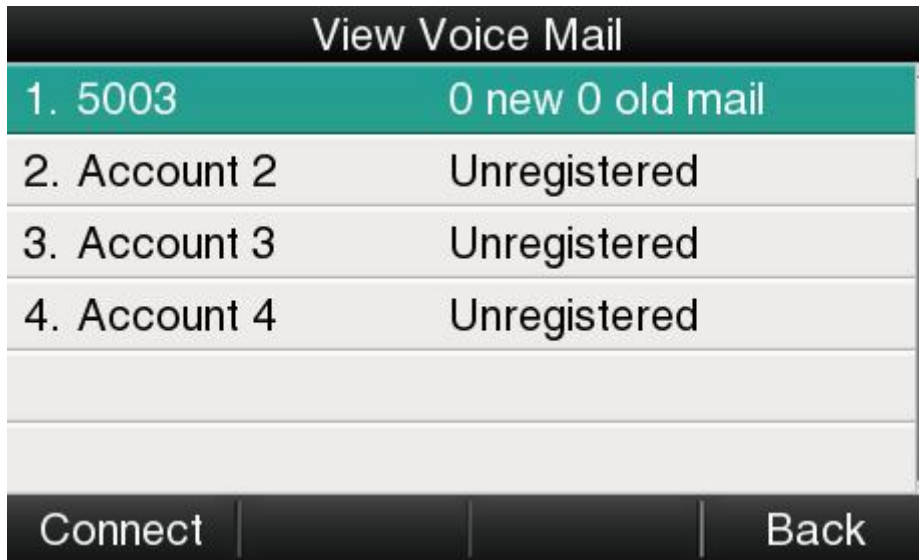 View Voice Mail
1. 5003 0 new 0 old mail
2. Account 2 Unregistered
3. Account 3 Unregistered
4. Account 4 Unregistered
Connect Back